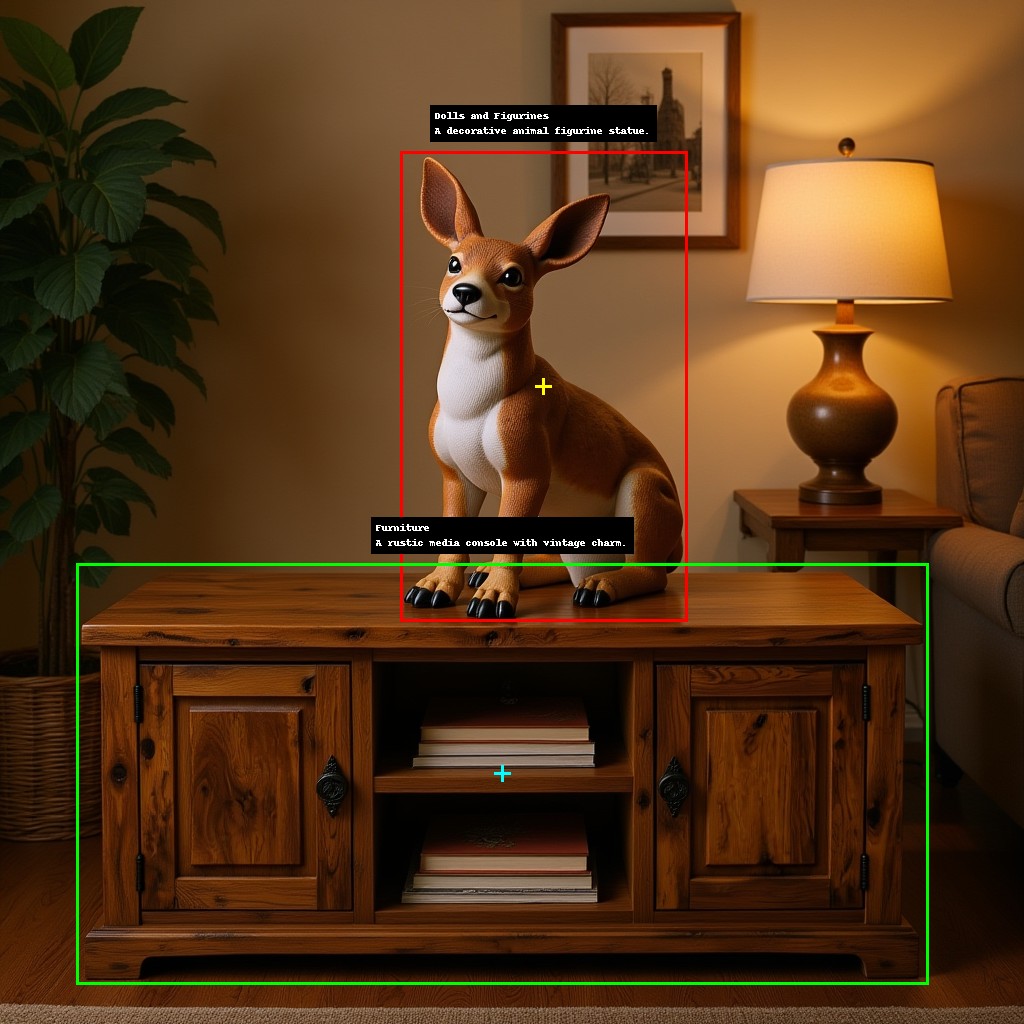 Dolls and Figurines
A decorative animal figurine statue.
Furniture
A rustic media console with vintage charm.